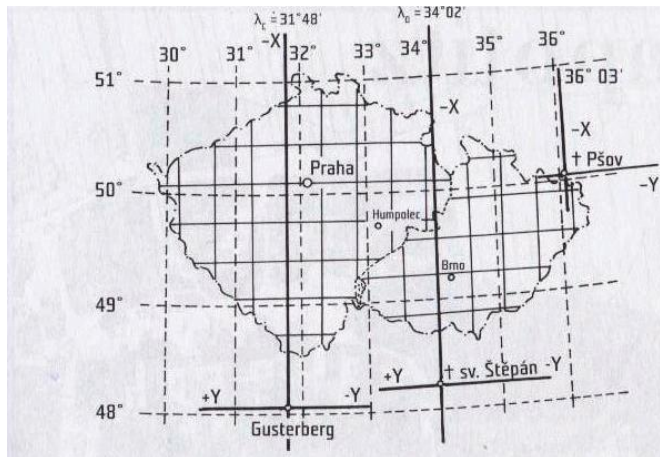 λc = 31°48'
λD = 34°02'
-X
30°
31°
32°
33°
34°
35°
36°
36° 03'
51°
-X
-X
† Pšov
Praha
-Y
50°
Humpolec
Brno
49°
+Y
† sv. Štěpán
-Y
+Y
-Y
48°
Gusterberg